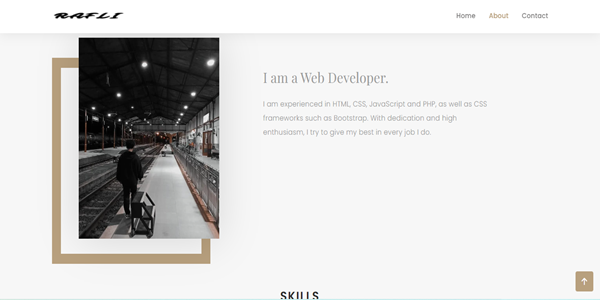 RAFLI
Home About Contact
I am a Web Developer.
I am experienced in HTML, CSS, JavaScript and PHP, as well as CSS
frameworks such as Bootstrap. With dedication and high
enthusiasm, I try to give my best in every job I do.
SKILLS